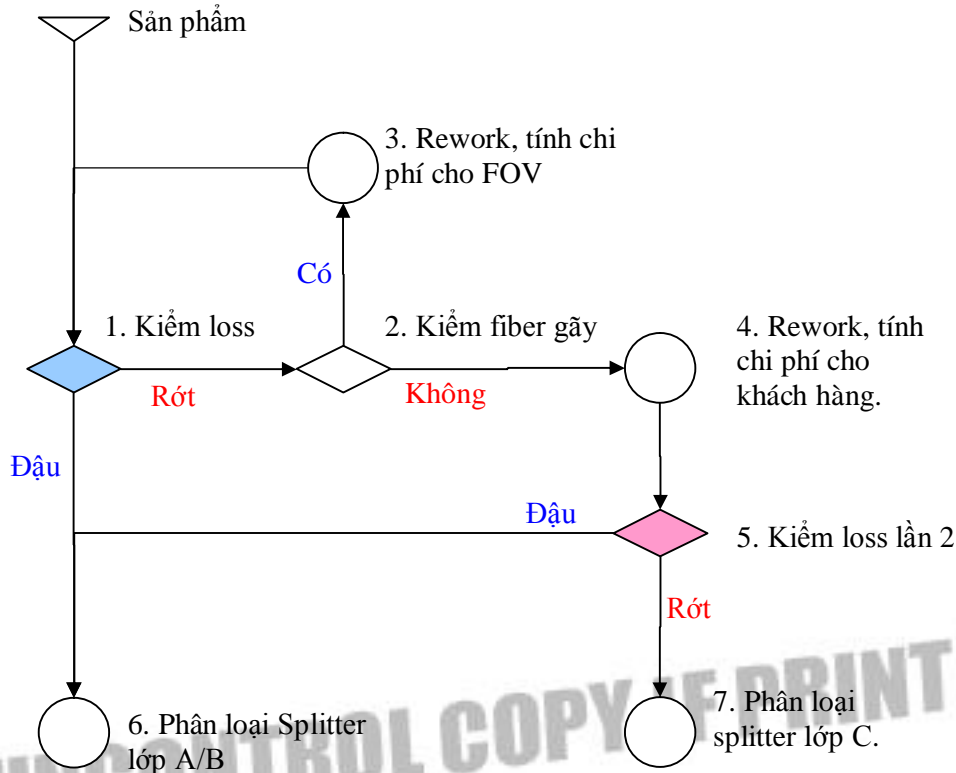 Sản phẩm
3. Rework, tính chi
phí cho FOV
Có
1. Kiểm loss
2. Kiểm fiber gãy
4. Rework, tính
chi phí cho
khách hàng.
Rớt
Không
Đậu
Đậu
5. Kiểm loss lần 2
Rớt
6. Phân loại Splitter
lớp A/B
7. Phân loại
splitter lớp C.
UNCONTROL COPY IF PRINT